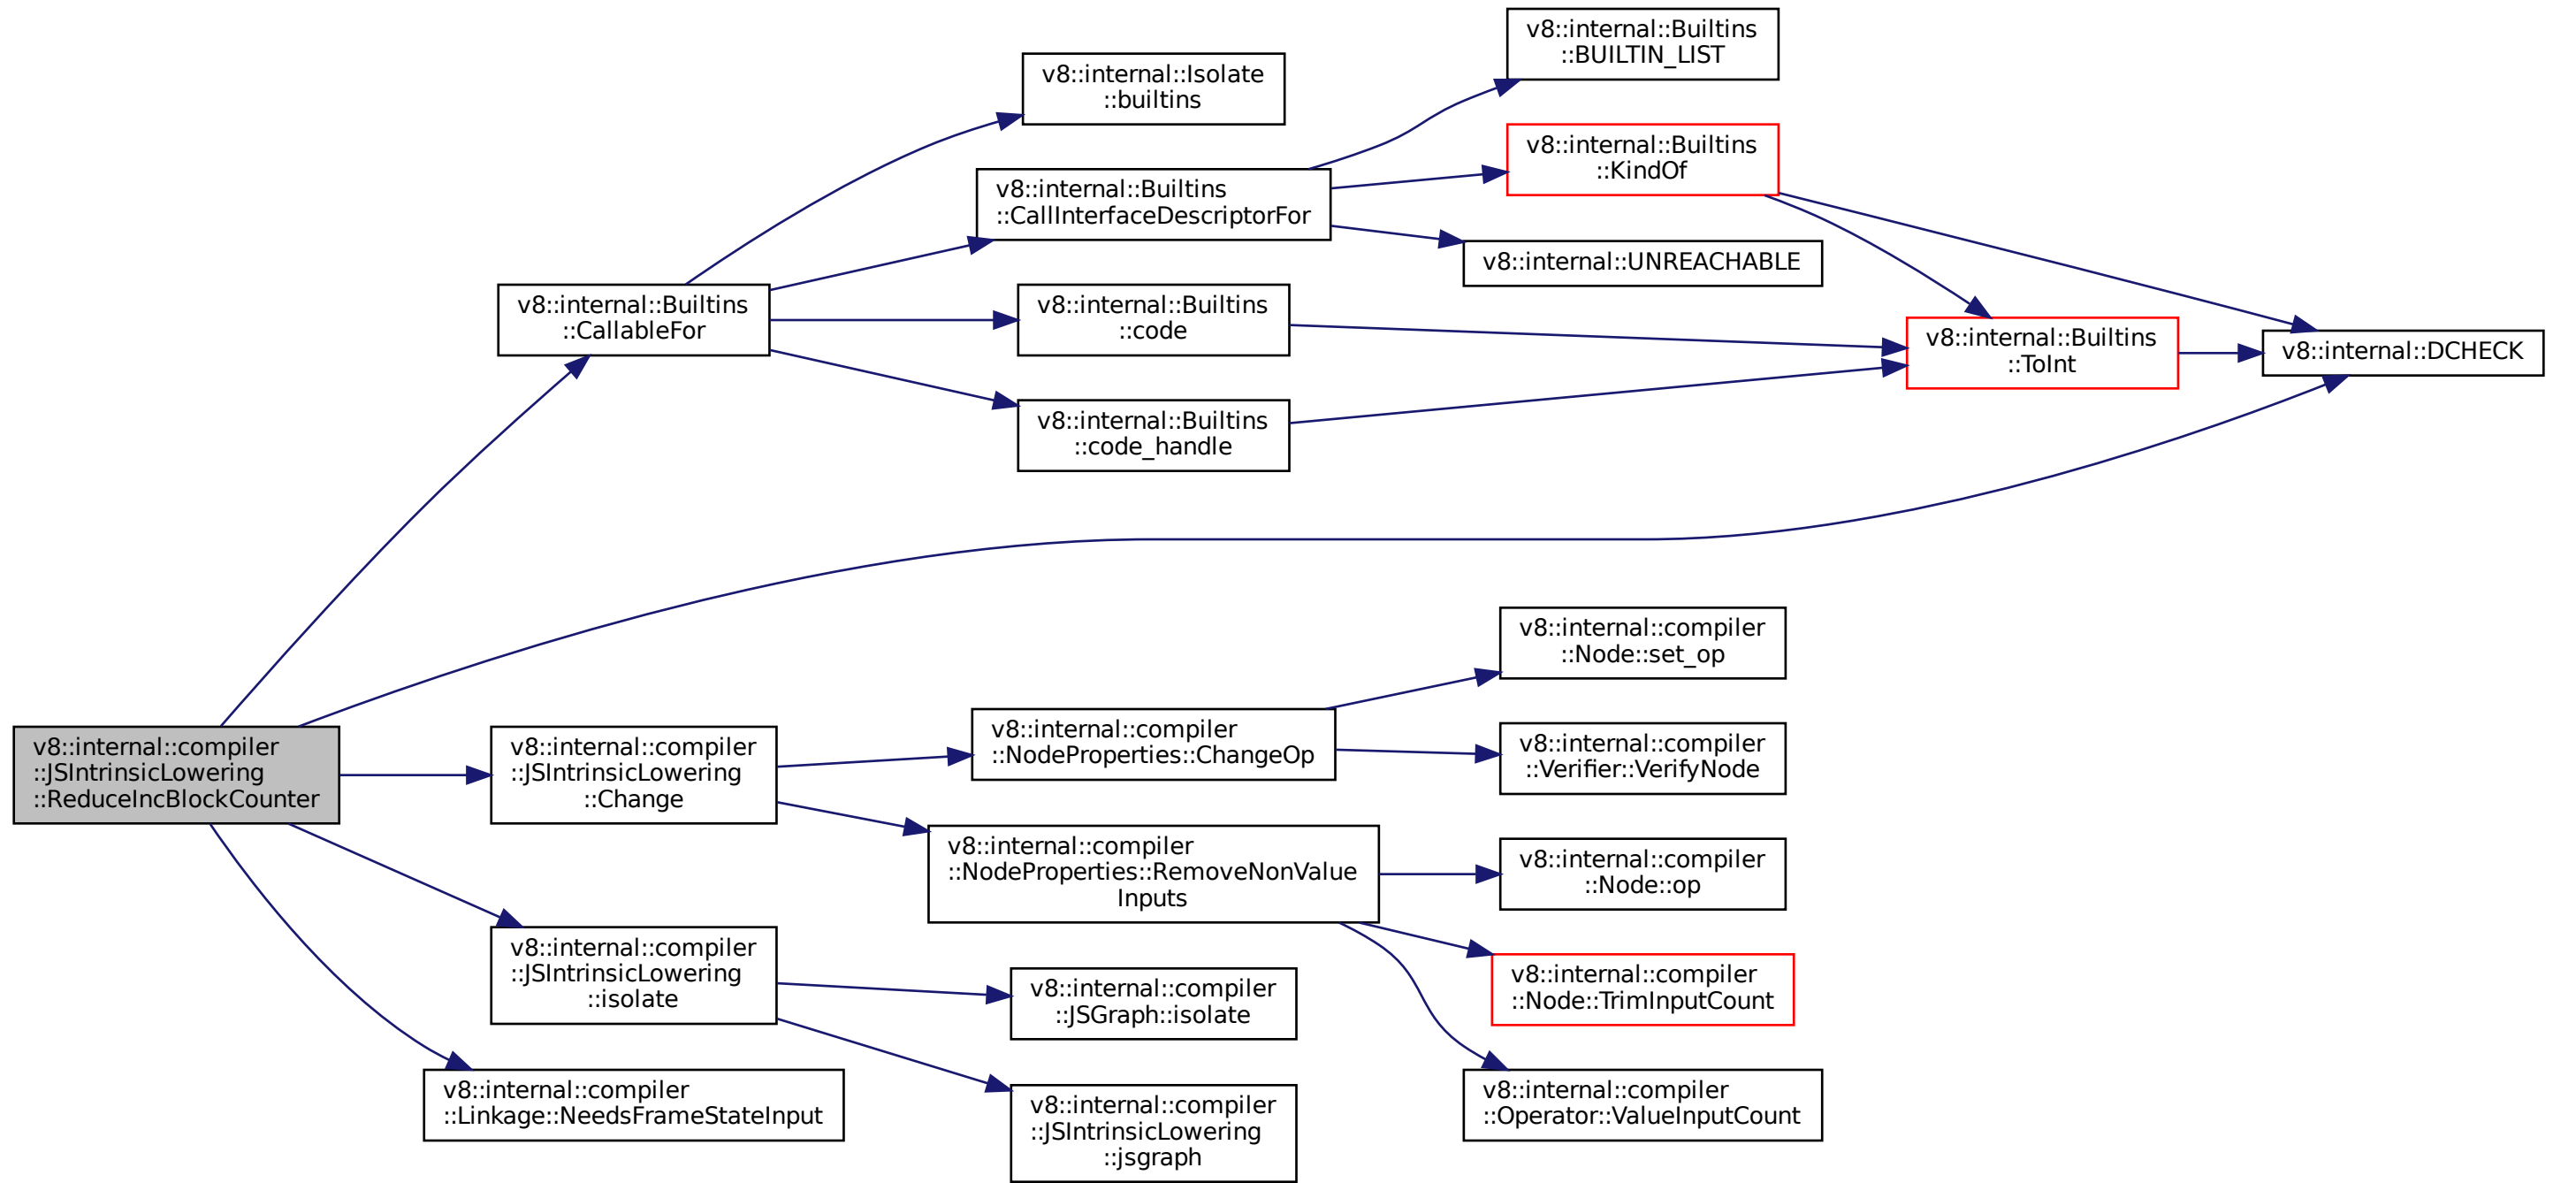 v8::internal::compiler
::JSIntrinsicLowering
::ReduceIncBlockCounter
v8::internal::Builtins
::CallableFor
v8::internal::Isolate
::builtins
v8::internal::Builtins
::CallInterfaceDescriptorFor
v8::internal::Builtins
::BUILTIN_LIST
v8::internal::Builtins
::KindOf
v8::internal::UNREACHABLE
v8::internal::Builtins
::code
v8::internal::Builtins
::code_handle
v8::internal::Builtins
::ToInt
v8::internal::DCHECK
v8::internal::compiler
::JSIntrinsicLowering
::Change
v8::internal::compiler
::NodeProperties::ChangeOp
v8::internal::compiler
::Node::set_op
v8::internal::compiler
::Verifier::VerifyNode
v8::internal::compiler
::NodeProperties::RemoveNonValue
Inputs
v8::internal::compiler
::Node::op
v8::internal::compiler
::Node::TrimInputCount
v8::internal::compiler
::Operator::ValueInputCount
v8::internal::compiler
::JSIntrinsicLowering
::isolate
v8::internal::compiler
::JSGraph::isolate
v8::internal::compiler
::JSIntrinsicLowering
::jsgraph
v8::internal::compiler
::Linkage::NeedsFrameStateInput